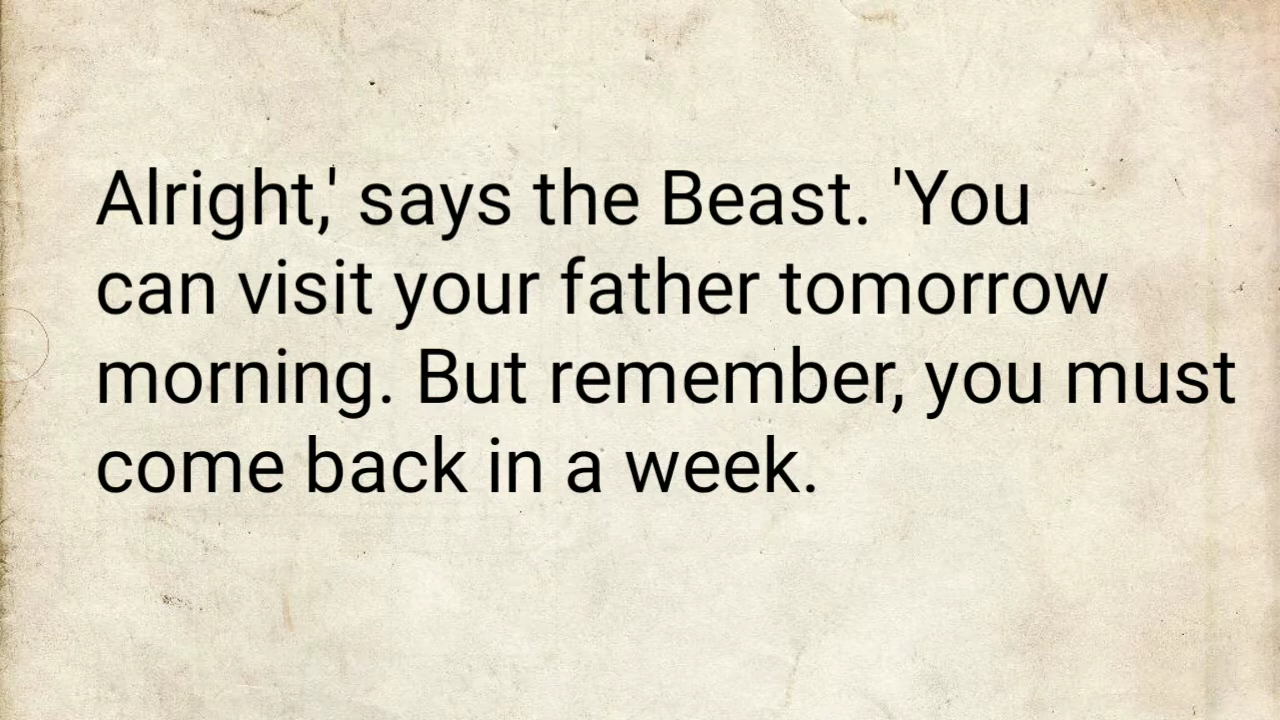 Alright,' says the Beast. 'You
can visit your father tomorrow
morning. But remember, you must
come back in a week.